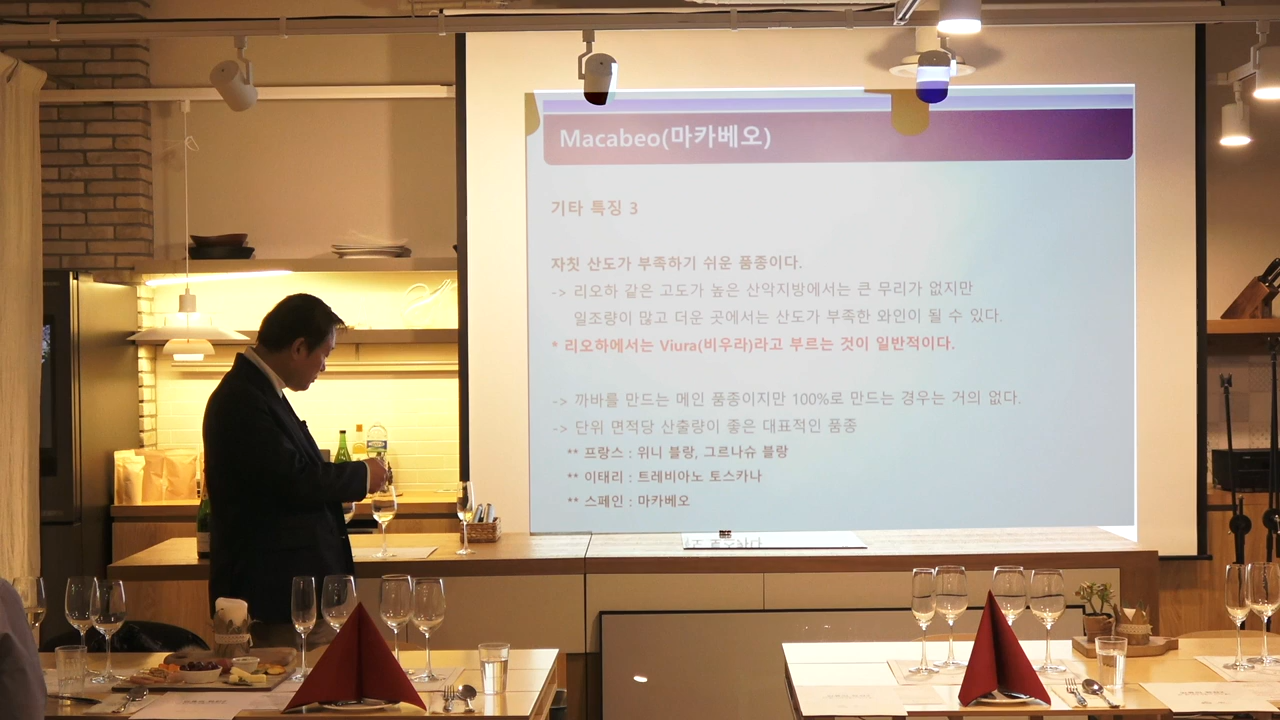 Macabeo(마카베오)
기타 특징 3
자칫 산도가 부족하기 쉬운 품종이다.
-> 리오하 같은 고도가 높은 산악지방에서는 큰 무리가 없지만
일조량이 많고 더운 곳에서는 산도가 부족한 와인이 될 수 있다.
* 리오하에서는 Viura(비우라)라고 부르는 것이 일반적이다.
-> 까바를 만드는 메인 품종이지만 100%로 만드는 경우는 거의 없다.
-> 단위 면적당 산출량이 좋은 대표적인 품종
** 프랑스 : 위니 블랑, 그르나슈 블랑
** 이태리 : 트레비아노 토스카나
** 스페인 : 마카베오